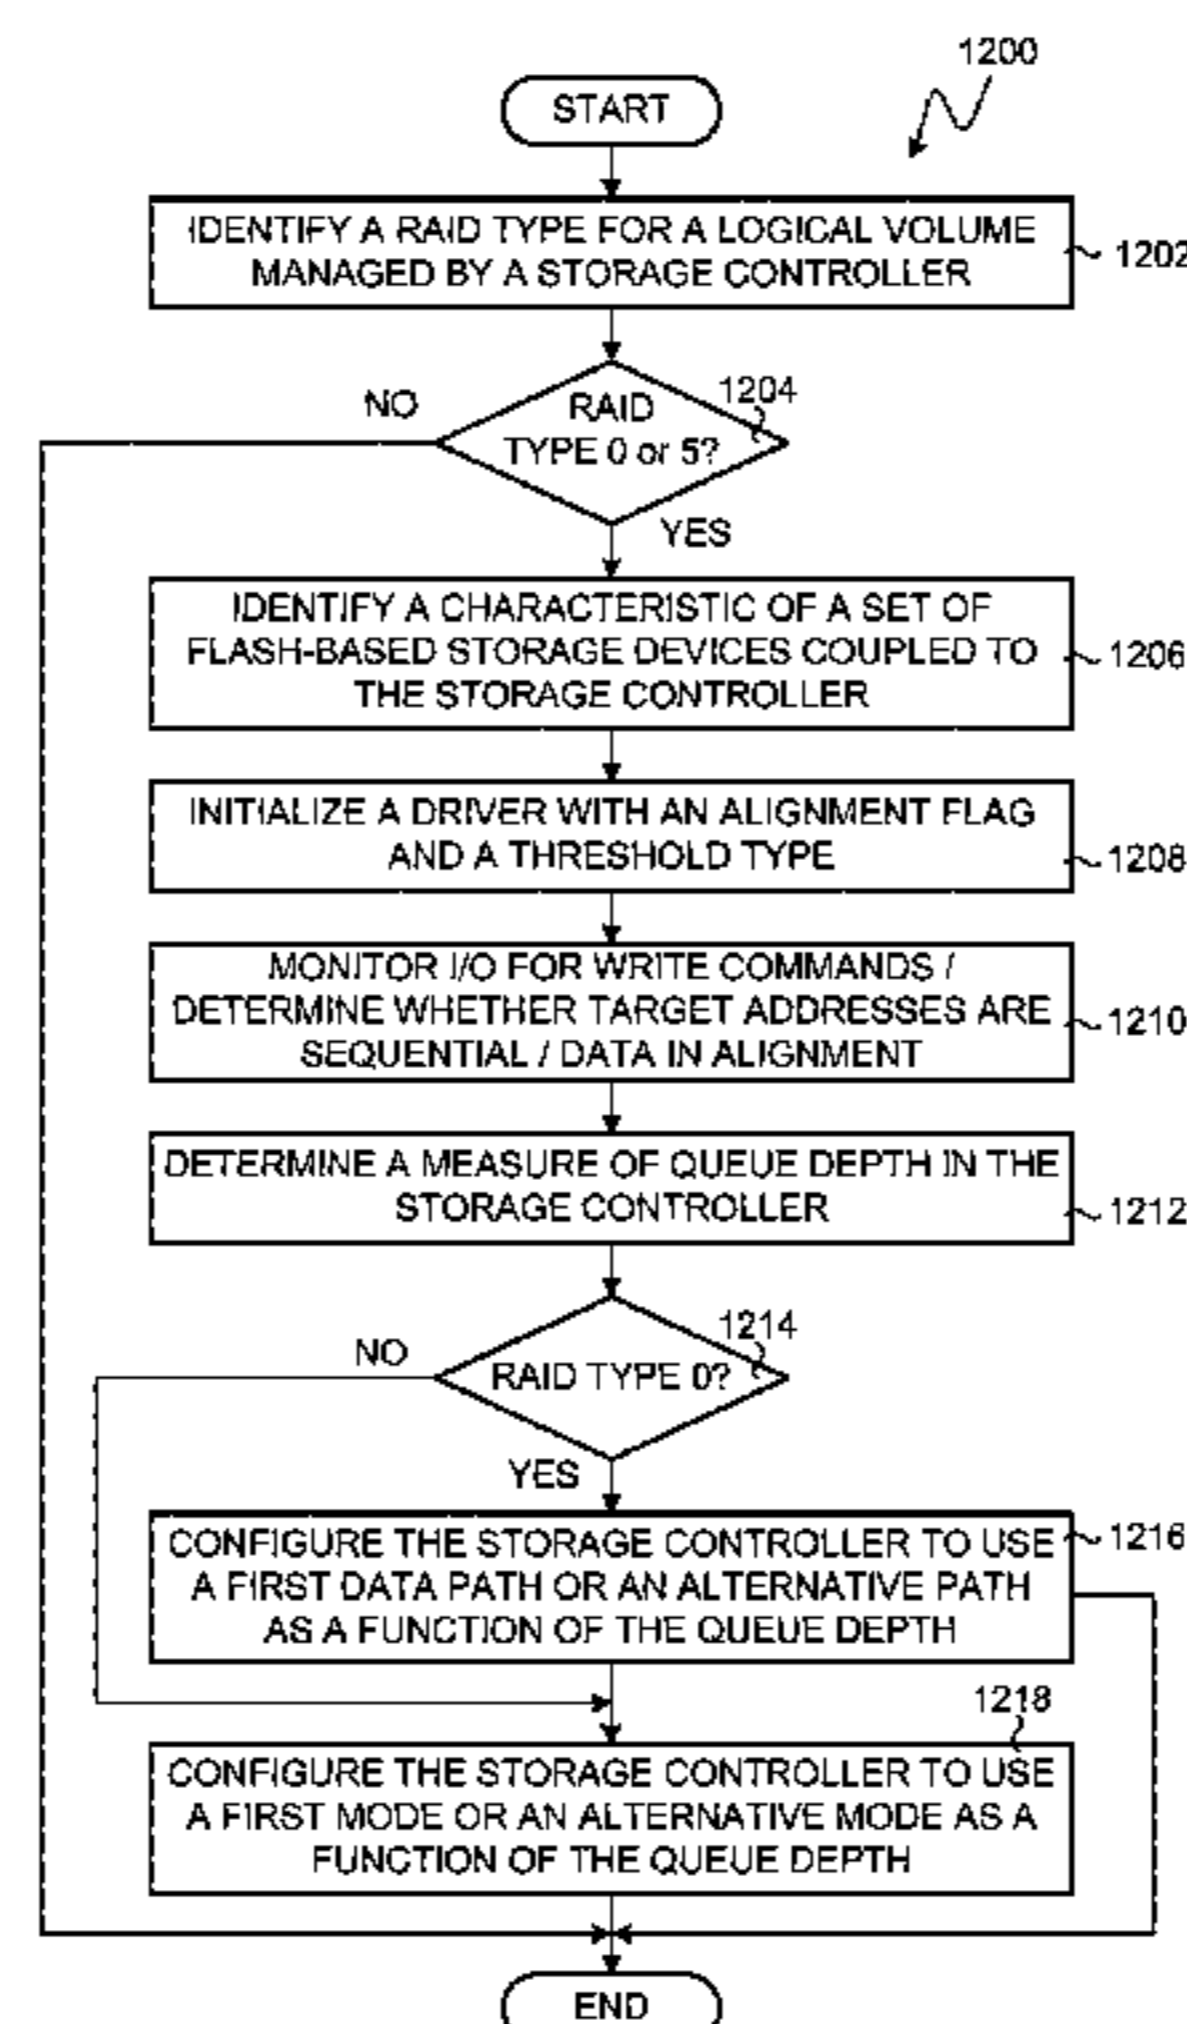 1200
START
IDENTIFY A RAID TYPE FOR A LOGICAL VOLUME
MANAGED BY A STORAGE CONTROLLER
1202
NO
RAID
TYPE 0 or 5?
1204
YES
IDENTIFY A CHARACTERISTIC OF A SET OF
FLASH-BASED STORAGE DEVICES COUPLED TO
THE STORAGE CONTROLLER
1206
INITIALIZE A DRIVER WITH AN ALIGNMENT FLAG
AND A THRESHOLD TYPE
1208
MONITOR I/O FOR WRITE COMMANDS /
DETERMINE WHETHER TARGET ADDRESSES ARE
SEQUENTIAL / DATA IN ALIGNMENT
1210
DETERMINE A MEASURE OF QUEUE DEPTH IN THE
STORAGE CONTROLLER
1212
NO
RAID TYPE 0?
1214
YES
CONFIGURE THE STORAGE CONTROLLER TO USE
A FIRST DATA PATH OR AN ALTERNATIVE PATH
AS A FUNCTION OF THE QUEUE DEPTH
1216
1218
CONFIGURE THE STORAGE CONTROLLER TO USE
A FIRST MODE OR AN ALTERNATIVE MODE AS A
FUNCTION OF THE QUEUE DEPTH
END